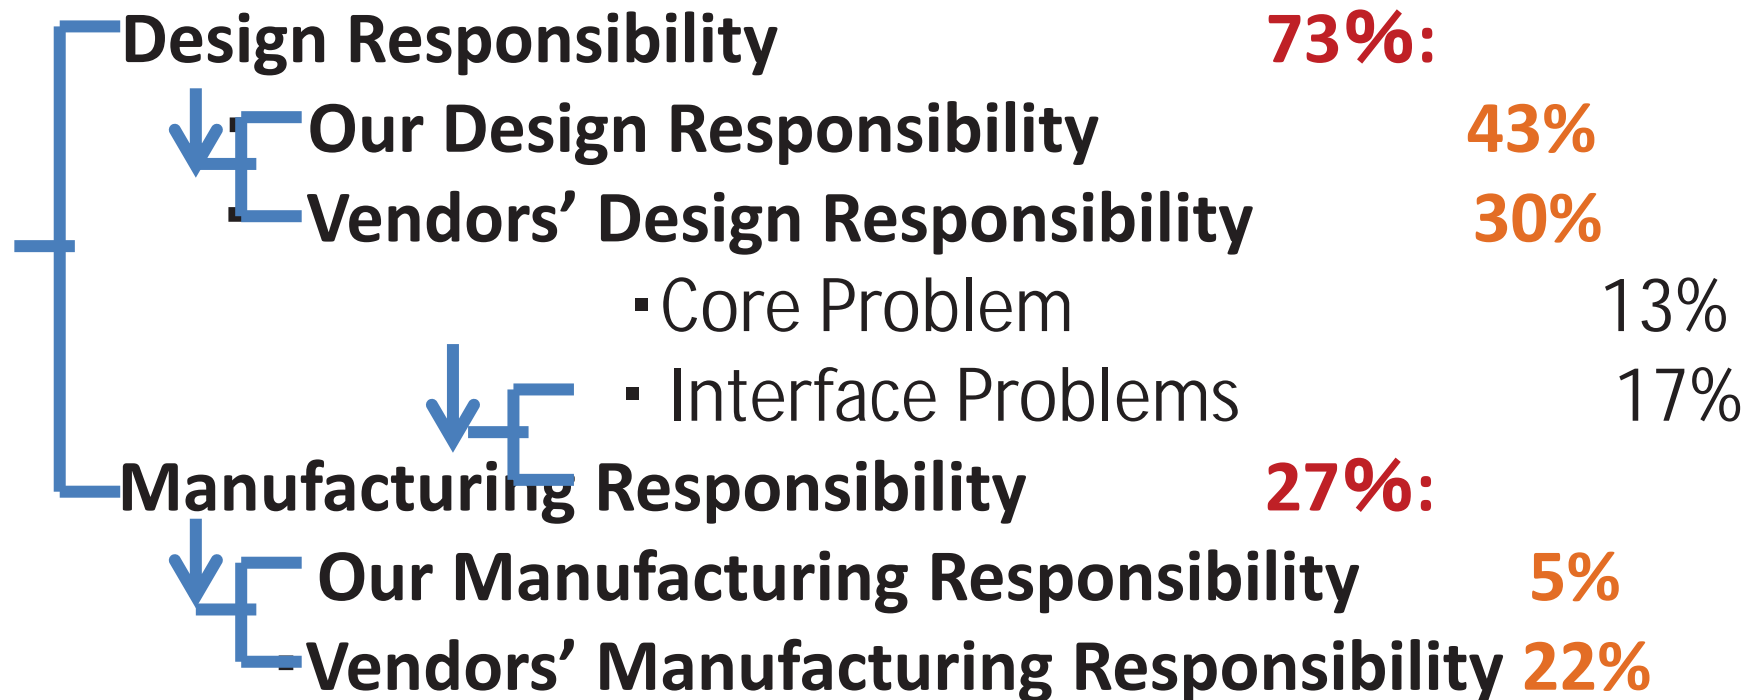 Design Responsibility 73%:
▪ Our Design Responsibility 43%
▪ Vendors’ Design Responsibility 30%
▪ Core Problem 13%
▪ Interface Problems 17%
Manufacturing Responsibility 27%:
Our Manufacturing Responsibility 5%
▪ Vendors’ Manufacturing Responsibility 22%